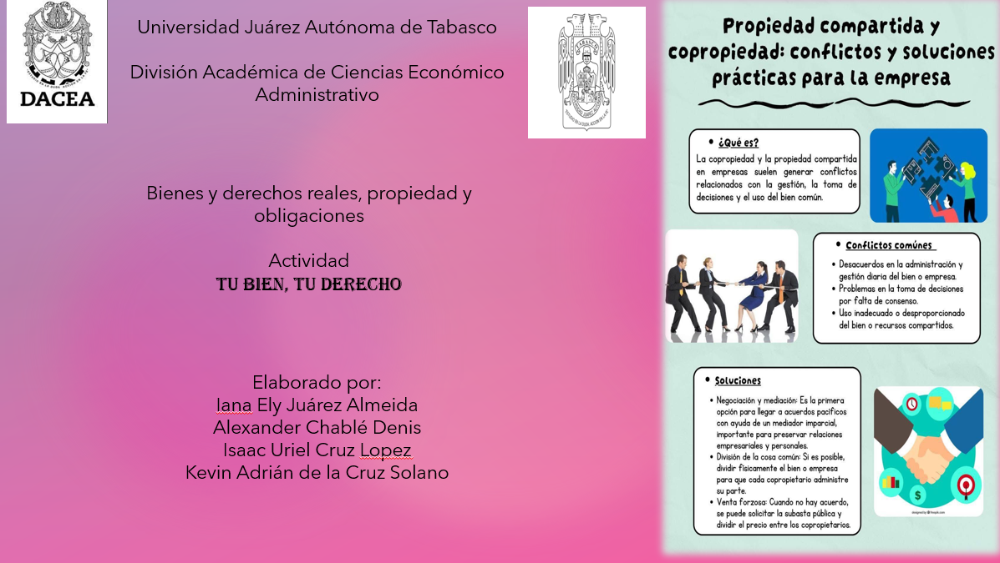 DACEA
Universidad Juárez Autónoma de Tabasco
División Académica de Ciencias Económico
Administrativo
Bienes y derechos reales, propiedad y
obligaciones
Actividad
TU BIEN, TU DERECHO
Elaborado por:
Iana Ely Juárez Almeida
Alexander Chablé Denis
Isaac Uriel Cruz Lopez
Kevin Adrián de la Cruz Solano
Propiedad compartida y
copropiedad: conflictos y soluciones
prácticas para la empresa
• ¿Qué es?
La copropiedad y la propiedad compartida
en empresas suelen generar conflictos
relacionados con la gestión, la toma de
decisiones y el uso del bien común.
• Conflictos comúnes
• Desacuerdos en la administración y
gestión diaria del bien o empresa.
• Problemas en la toma de decisiones
por falta de consenso.
• Uso inadecuado o desproporcionado
del bien o recursos compartidos.
• Soluciones
• Negociación y mediación: Es la primera
opción para llegar a acuerdos pacíficos
con ayuda de un mediador imparcial,
importante para preservar relaciones
empresariales y personales.
• División de la cosa común: Si es posible,
dividir físicamente el bien o empresa
para que cada copropietario administre
su parte.
• Venta forzosa: Cuando no hay acuerdo,
se puede solicitar la subasta pública y
dividir el precio entre los copropietarios.
$
designed by freepik.com